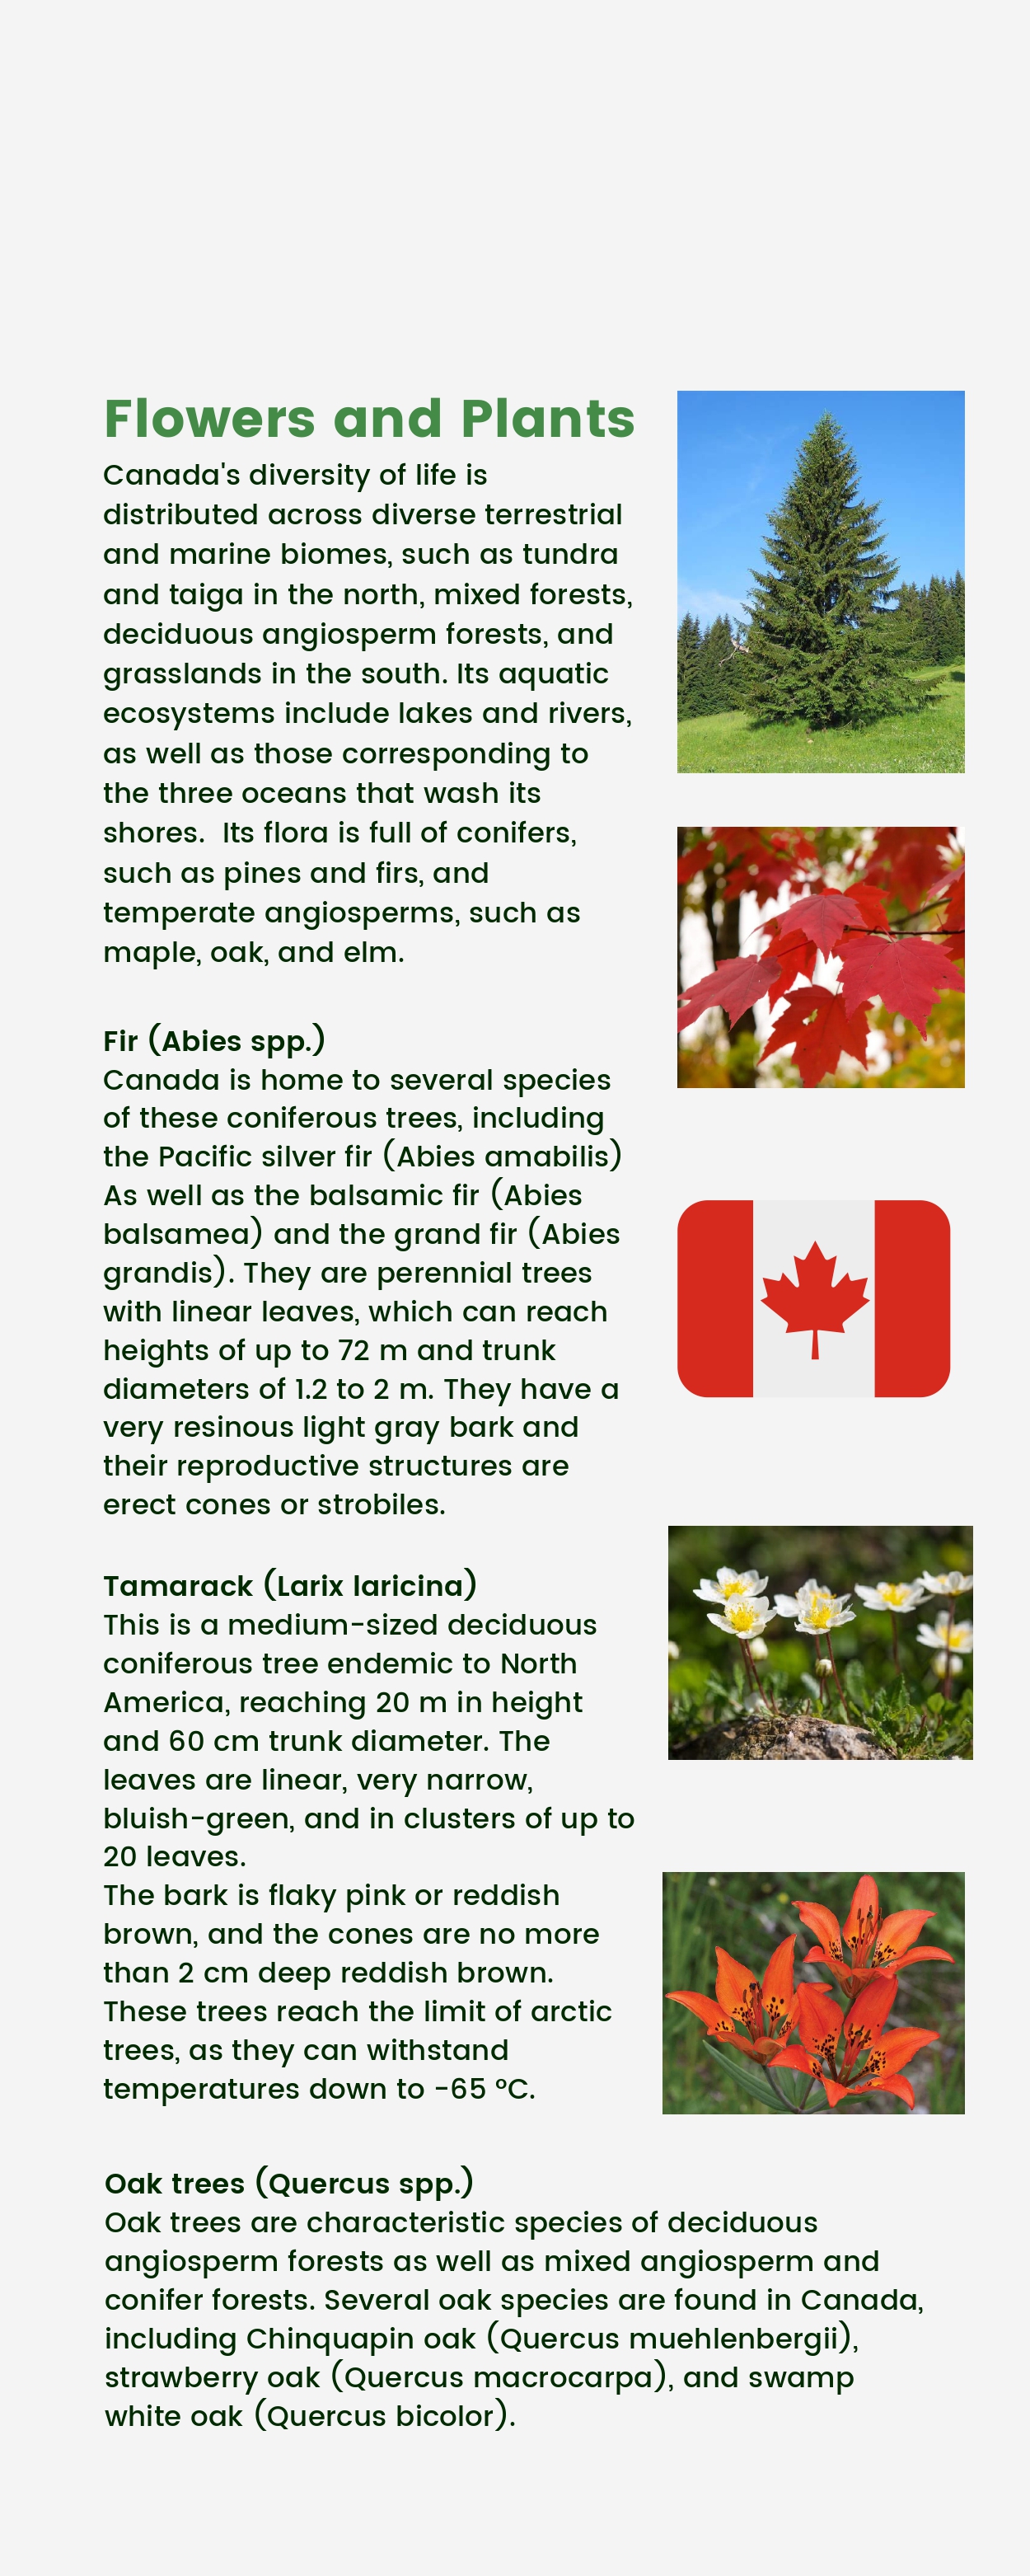 Flowers and Plants
Canada's diversity of life is
distributed across diverse terrestrial
and marine biomes, such as tundra
and taiga in the north, mixed forests,
deciduous angiosperm forests, and
grasslands in the south. Its aquatic
ecosystems include lakes and rivers,
as well as those corresponding to
the three oceans that wash its
shores.  Its flora is full of conifers,
such as pines and firs, and
temperate angiosperms, such as
maple, oak, and elm.
Fir (Abies spp.)
Canada is home to several species
of these coniferous trees, including
the Pacific silver fir (Abies amabilis)
As well as the balsamic fir (Abies
balsamea) and the grand fir (Abies
grandis). They are perennial trees
with linear leaves, which can reach
heights of up to 72 m and trunk
diameters of 1.2 to 2 m. They have a
very resinous light gray bark and
their reproductive structures are
erect cones or strobiles.
Tamarack (Larix laricina)
This is a medium-sized deciduous
coniferous tree endemic to North
America, reaching 20 m in height
and 60 cm trunk diameter. The
leaves are linear, very narrow,
bluish-green, and in clusters of up to
20 leaves.
The bark is flaky pink or reddish
brown, and the cones are no more
than 2 cm deep reddish brown.
These trees reach the limit of arctic
trees, as they can withstand
temperatures down to -65 °C.
Oak trees (Quercus spp.)
Oak trees are characteristic species of deciduous
angiosperm forests as well as mixed angiosperm and
conifer forests. Several oak species are found in Canada,
including Chinquapin oak (Quercus muehlenbergii),
strawberry oak (Quercus macrocarpa), and swamp
white oak (Quercus bicolor).